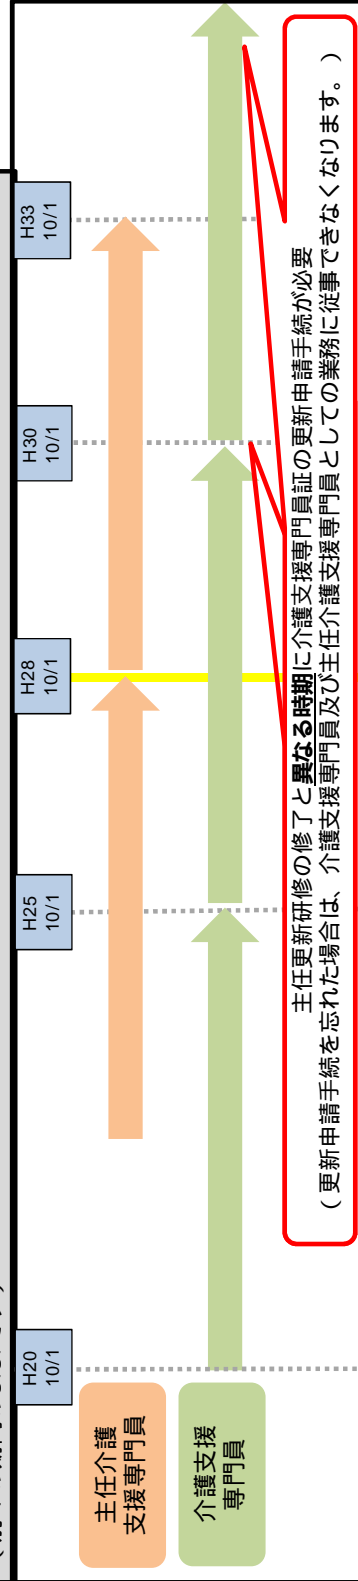 H20
10/1
H25
10/1
H28
10/1
H30
10/1
H33
10/1
主任介護
支援専門員
介護支援
専門員
主任更新研修の修了と異なる時期に介護支援専門員証の更新申請手続が必要
(更新申請手続を忘れた場合は、介護支援専門員及び主任介護支援専門員としての業務に従事できなくなります。)